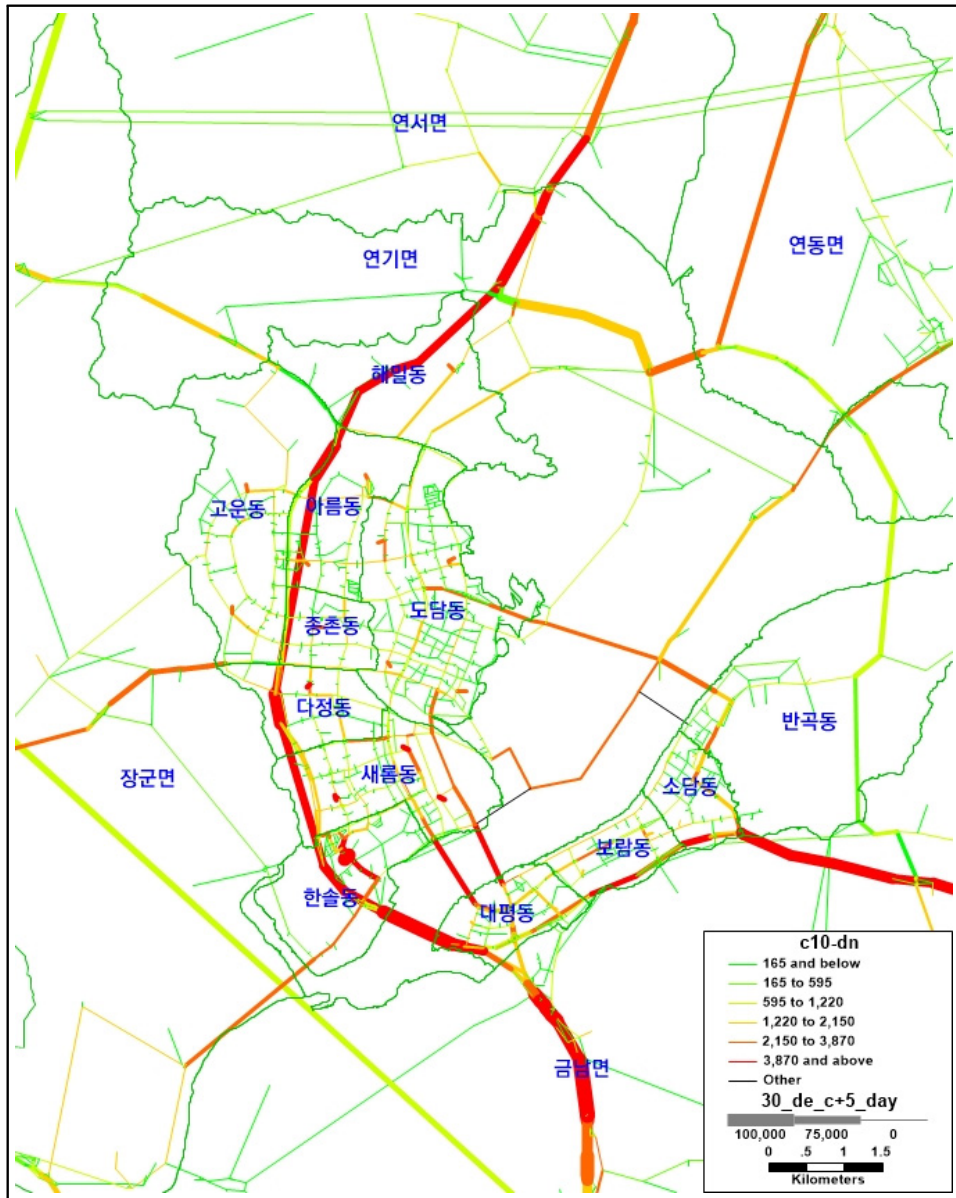 연서면
연기면
연동면
해밀동
고운동
아름동
도담동
종촌동
다정동
반곡동
장군면
새롬동
소담동
보람동
한솔동
대평동
금남면
c10-dn
165 and below
165 to 595
595 to 1,220
1,220 to 2,150
2,150 to 3,870
3,870 and above
Other
30_de_c+5_day
100,000 75,000 0
0 .5 1 1.5
Kilometers